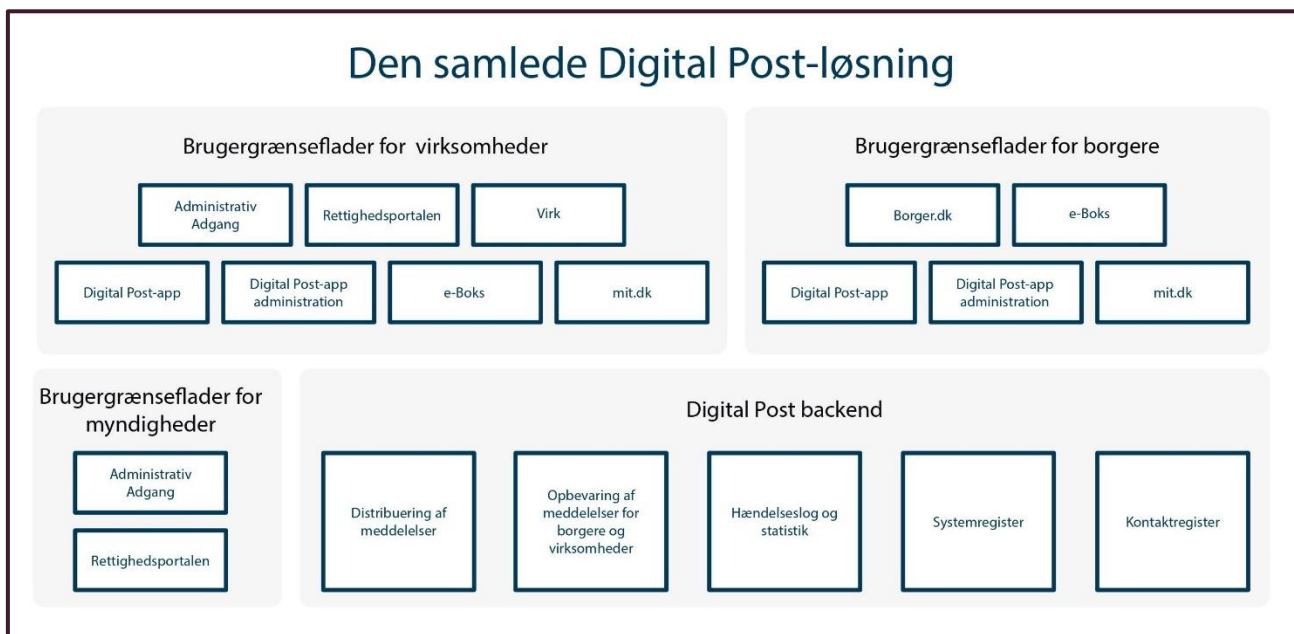 Den samlede Digital Post-løsning
Brugergrænseflader for virksomheder
Administrativ
Adgang
Rettighedsportalen
Virk
Digital Post-app
Digital Post-app
administration
e-Boks
mit.dk
Brugergrænseflader for borgere
Borger.dk
e-Boks
Digital Post-app
Digital Post-app
administration
mit.dk
Brugergrænseflader for
myndigheder
Administrativ
Adgang
Rettighedsportalen
Digital Post backend
Distribuering af
meddelelser
Opbevaring af
meddelelser for
borgere og
virksomheder
Hændelseslog og
statistik
Systemregister
Kontaktregister